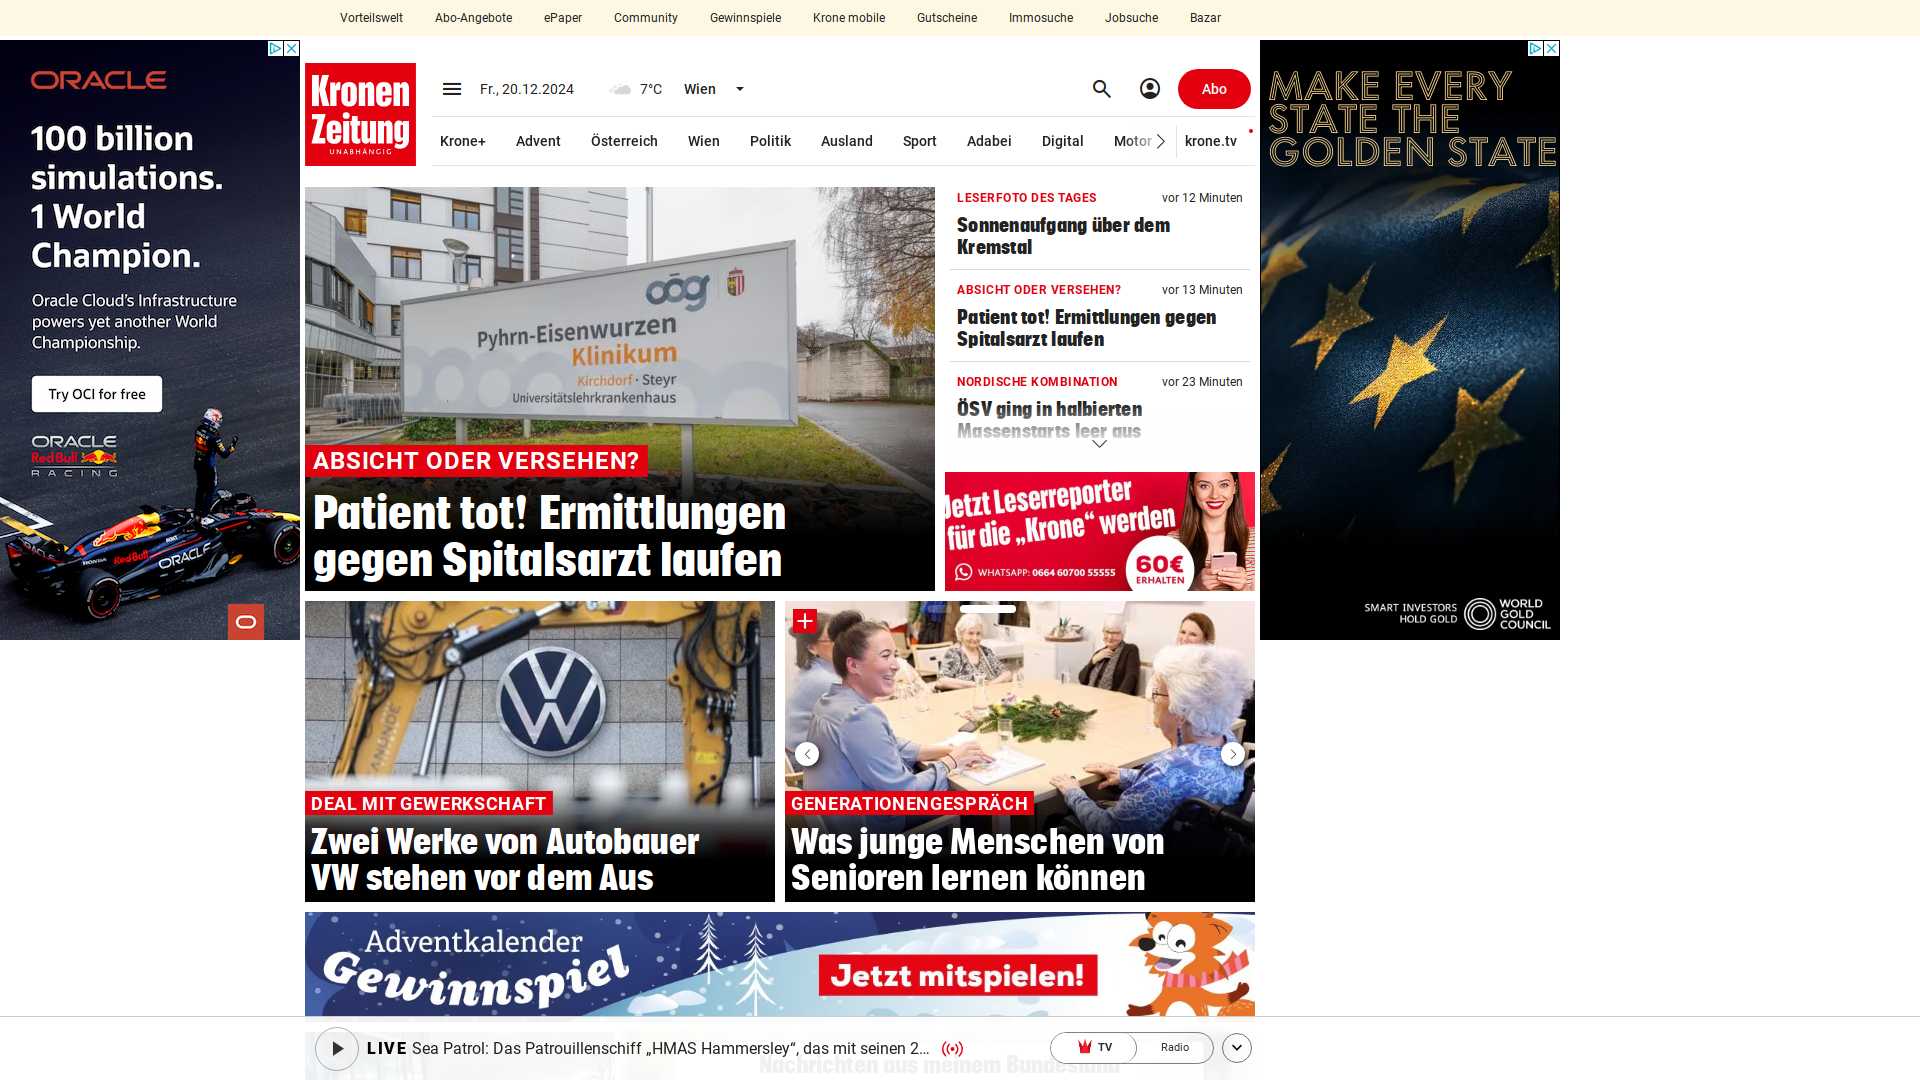 Vorteilswelt Abo-Angebote ePaper Community Gewinnspiele Krone mobile Gutscheine Immosuche Jobsuche Bazar
ORACLE
100 billion
simulations.
1 World
Champion.
Oracle Cloud's Infrastructure
powers yet another World
Championship.
Try OCI for free
ORACLE
Red Bull
RACING
Kronen
Zeitung
UNABHÄNGIG
Fr., 20.12.2024 7°C Wien
Abo
Krone+ Advent Österreich Wien Politik Ausland Sport Adabei Digital Motor krone.tv
oög
Pyhrn-Eisenwurzen
Klinikum
Kirchdorf · Steyr
Universitätslehrkrankenhaus
ABSICHT ODER VERSEHEN?
Patient tot! Ermittlungen
gegen Spitalsarzt laufen
LESERFOTO DES TAGES vor 12 Minuten
Sonnenaufgang über dem
Kremstal
ABSICHT ODER VERSEHEN? vor 13 Minuten
Patient tot! Ermittlungen gegen
Spitalsarzt laufen
NORDISCHE KOMBINATION vor 23 Minuten
ÖSV ging in halbierten
Massenstarts leer aus
Jetzt Leserreporter
für die „Krone“ werden
WHATSAPP: 0664 60700 55555
60€
ERHALTEN
DEAL MIT GEWERKSCHAFT
Zwei Werke von Autobauer
VW stehen vor dem Aus
GENERATIONENGESPRÄCH
Was junge Menschen von
Senioren lernen können
Adventkalender
Gewinnspiel
Jetzt mitspielen!
LIVE Sea Patrol: Das Patrouillenschiff „HMAS Hammersley“, das mit seinen 2...
TV Radio
Nachrichten aus meinem Bundesland
MAKE EVERY
STATE THE
GOLDEN STATE
SMART INVESTORS
HOLD GOLD
WORLD
GOLD
COUNCIL